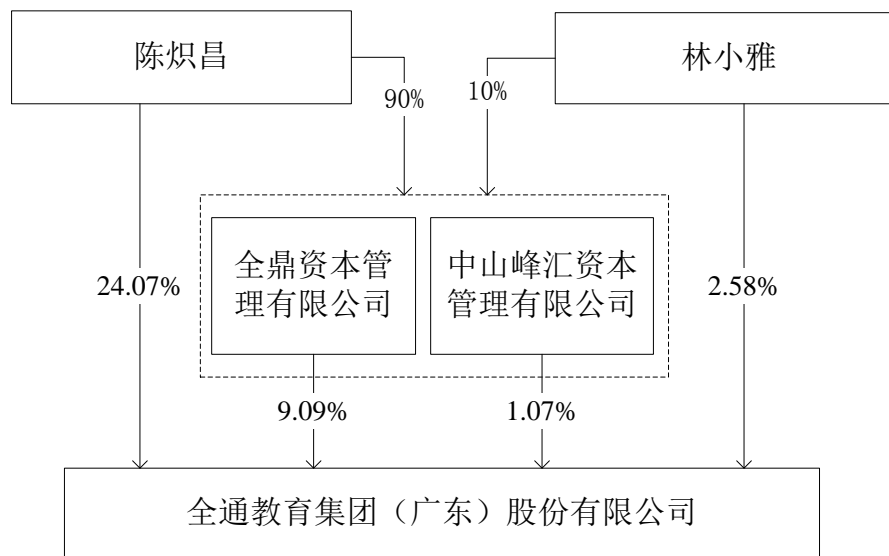 陈炽昌
林小雅
90%
10%
全鼎资本管
理有限公司
中山峰汇资本
管理有限公司
24.07%
2.58%
9.09%
1.07%
全通教育集团（广东）股份有限公司